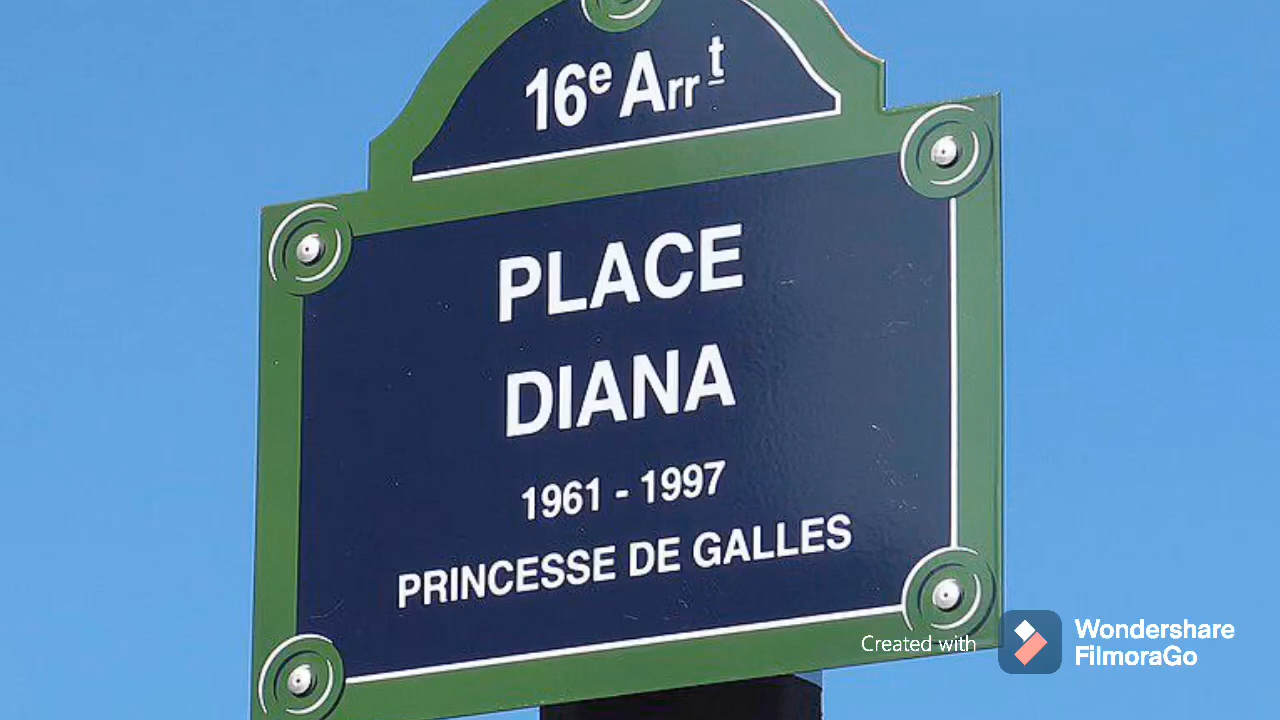 16e Arrt
PLACE
DIANA
1961 - 1997
PRINCESSE DE GALLES
Created with
Wondershare
FilmoraGo